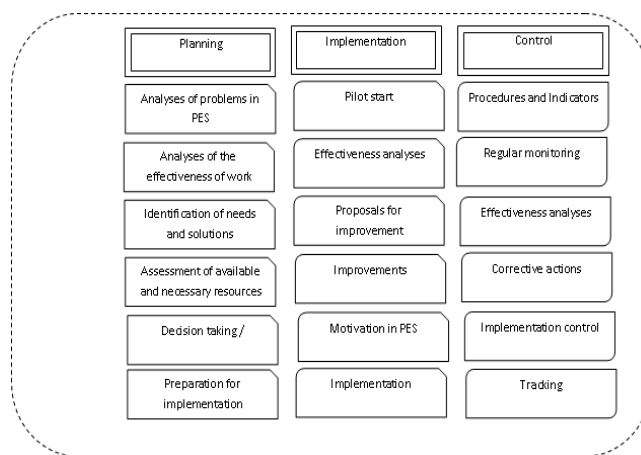 Planning
Implementation
Control
Analyses of problems in
PES
Pilot start
Procedures and Indicators
Analyses of the
effectiveness of work
Effectiveness analyses
Regular monitoring
Identification of needs
and solutions
Proposals for
improvement
Effectiveness analyses
Assessment of available
and necessary resources
Improvements
Corrective actions
Decision taking /
Motivation in PES
Implementation control
Preparation for
implementation
Implementation
Tracking